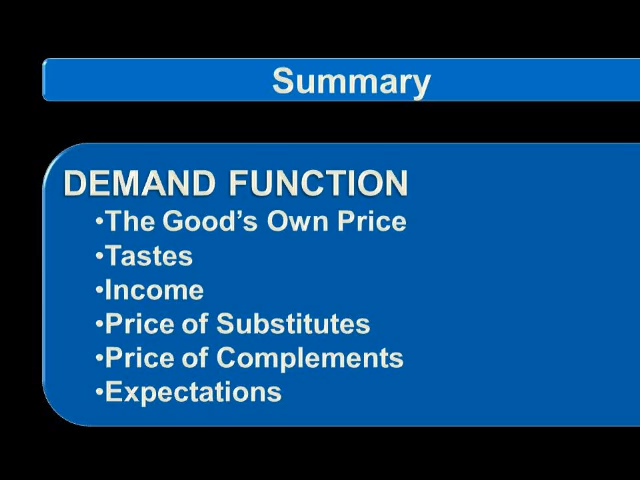 Summary
DEMAND FUNCTION
•The Good’s Own Price
•Tastes
•Income
•Price of Substitutes
•Price of Complements
•Expectations